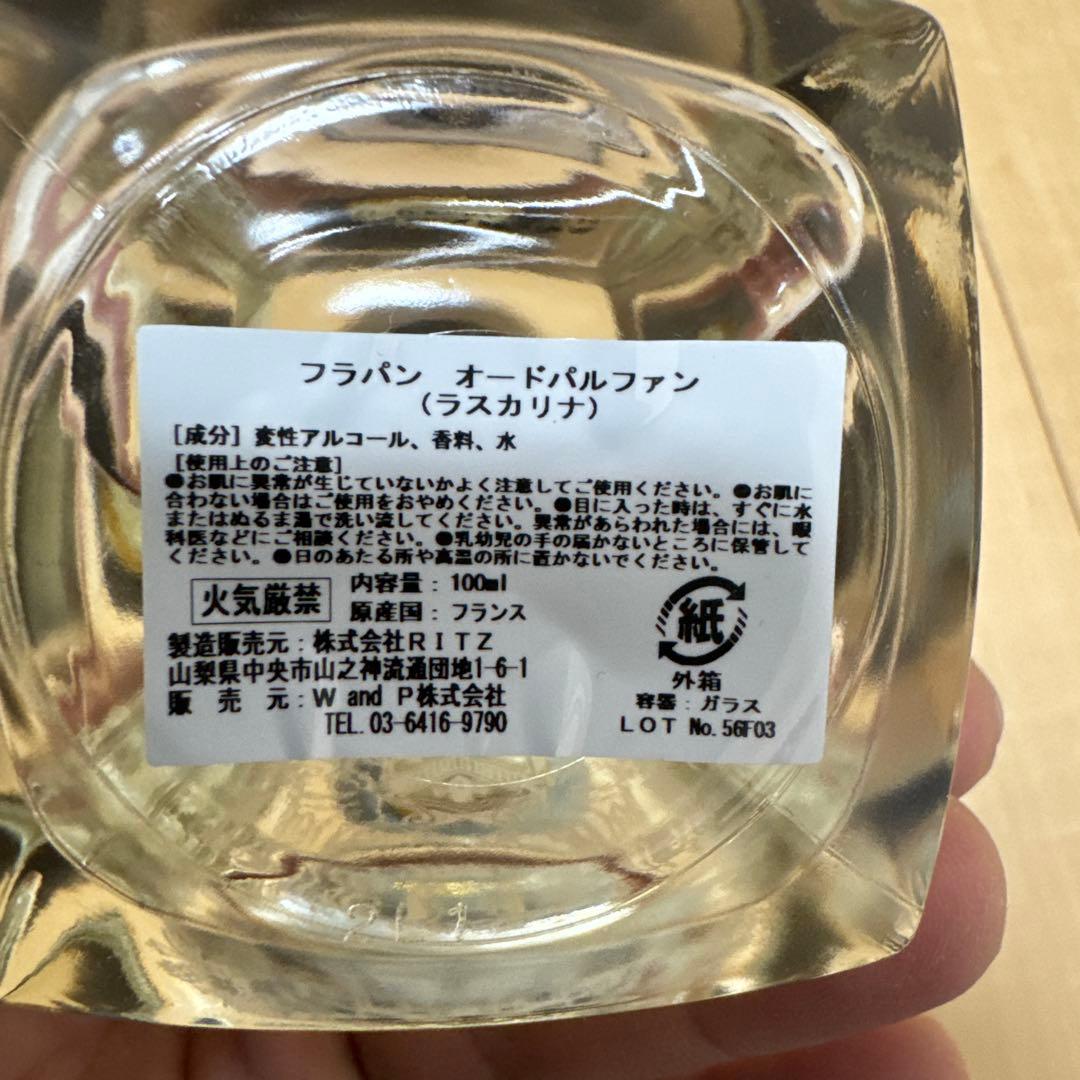 フラパン　オードパルファン
（ラスカリナ）
[成分] 変性アルコール、香料、水
[使用上のご注意]
●お肌に異常が生じていないかよく注意してご使用ください。●お肌に
合わない場合はご使用をおやめください。●目に入った時は、すぐに水
またはぬるま湯で洗い流してください。異常があらわれた場合には、眼
科医などにご相談ください。●乳幼児の手の届かないところに保管して
ください。●日のあたる所や高温の所に置かないでください。
火気厳禁
内容量：100ml
原産国：フランス
製造販売元：株式会社RITZ
山梨県中央市山之神流通団地1-6-1
販　売　元：W and P株式会社
TEL. 03-6416-9790
紙
外箱
容器：ガラス
LOT No. 56F03